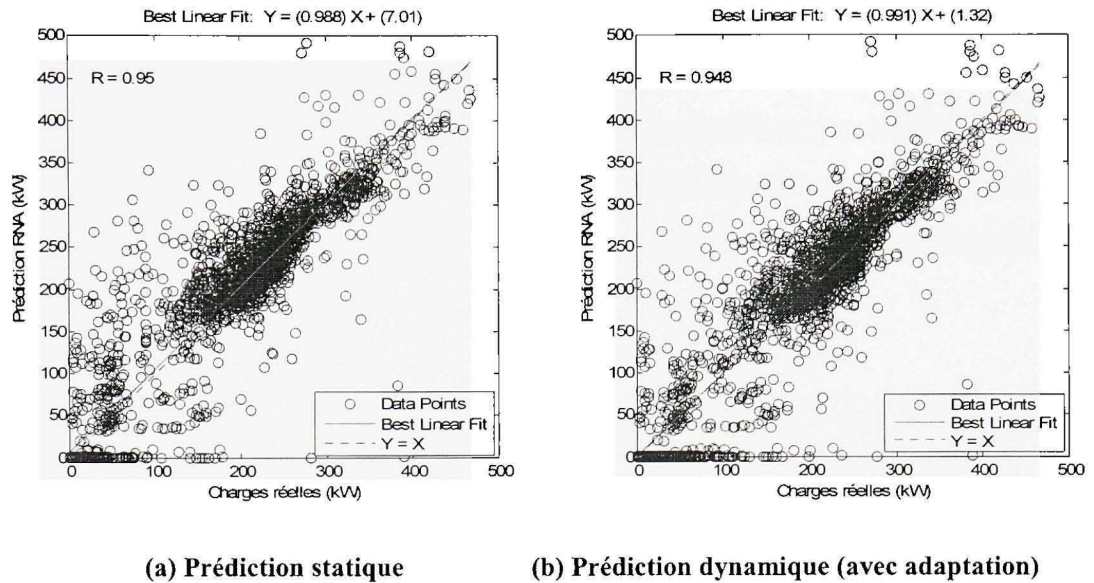 Best Linear Fit: Y = (0.988) X + (7.01)
500
450
400
350
300
250
200
150
100
50
0
R = 0.95
Prédiction RNA (kW)
Data Points
Best Linear Fit
Y = X
0 100 200 300 400 500
Charges réelles (kW)
(a) Prédiction statique
Best Linear Fit: Y = (0.991) X + (1.32)
500
450
400
350
300
250
200
150
100
50
0
R = 0.948
Prédiction RNA (kW)
Data Points
Best Linear Fit
Y = X
0 100 200 300 400 500
Charges réelles (kW)
(b) Prédiction dynamique (avec adaptation)